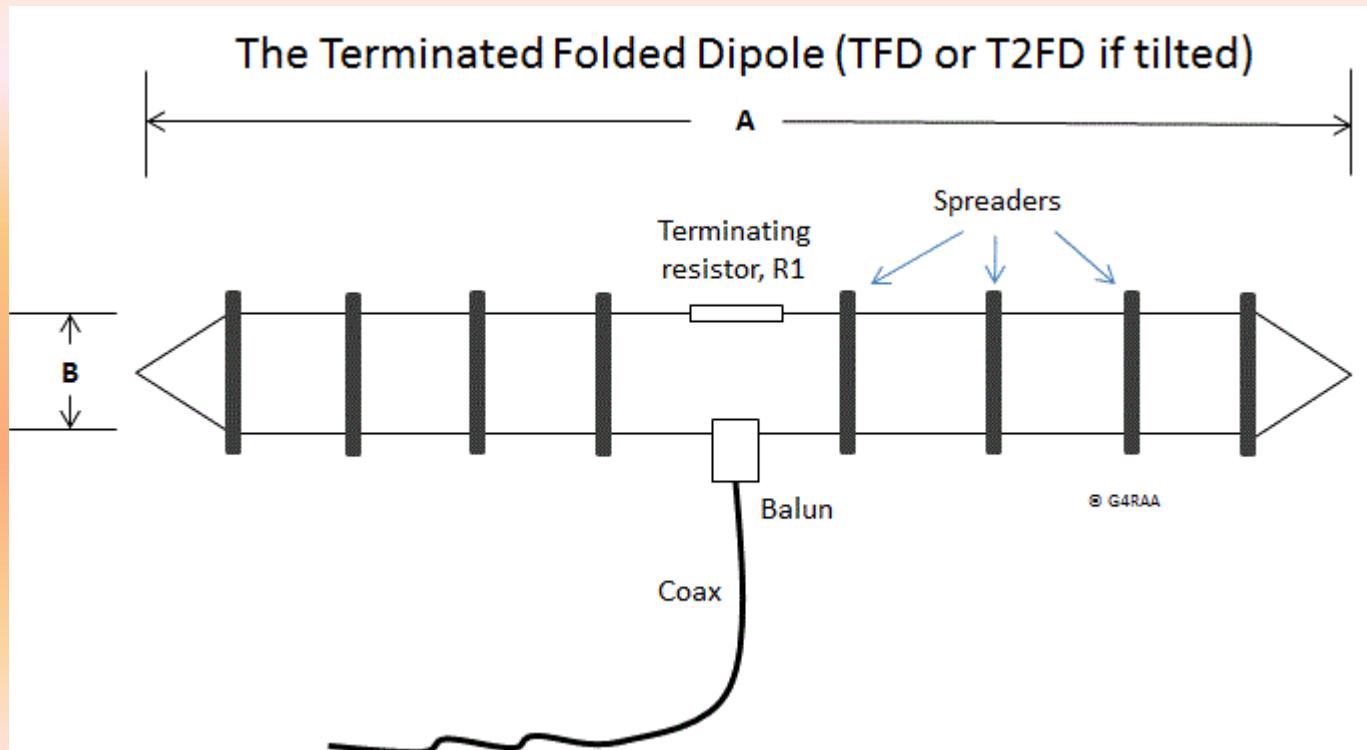 The Terminated Folded Dipole (TFD or T2FD if tilted)
A
Spreaders
Terminating
resistor, R1
B
Balun
© G4RAA
Coax